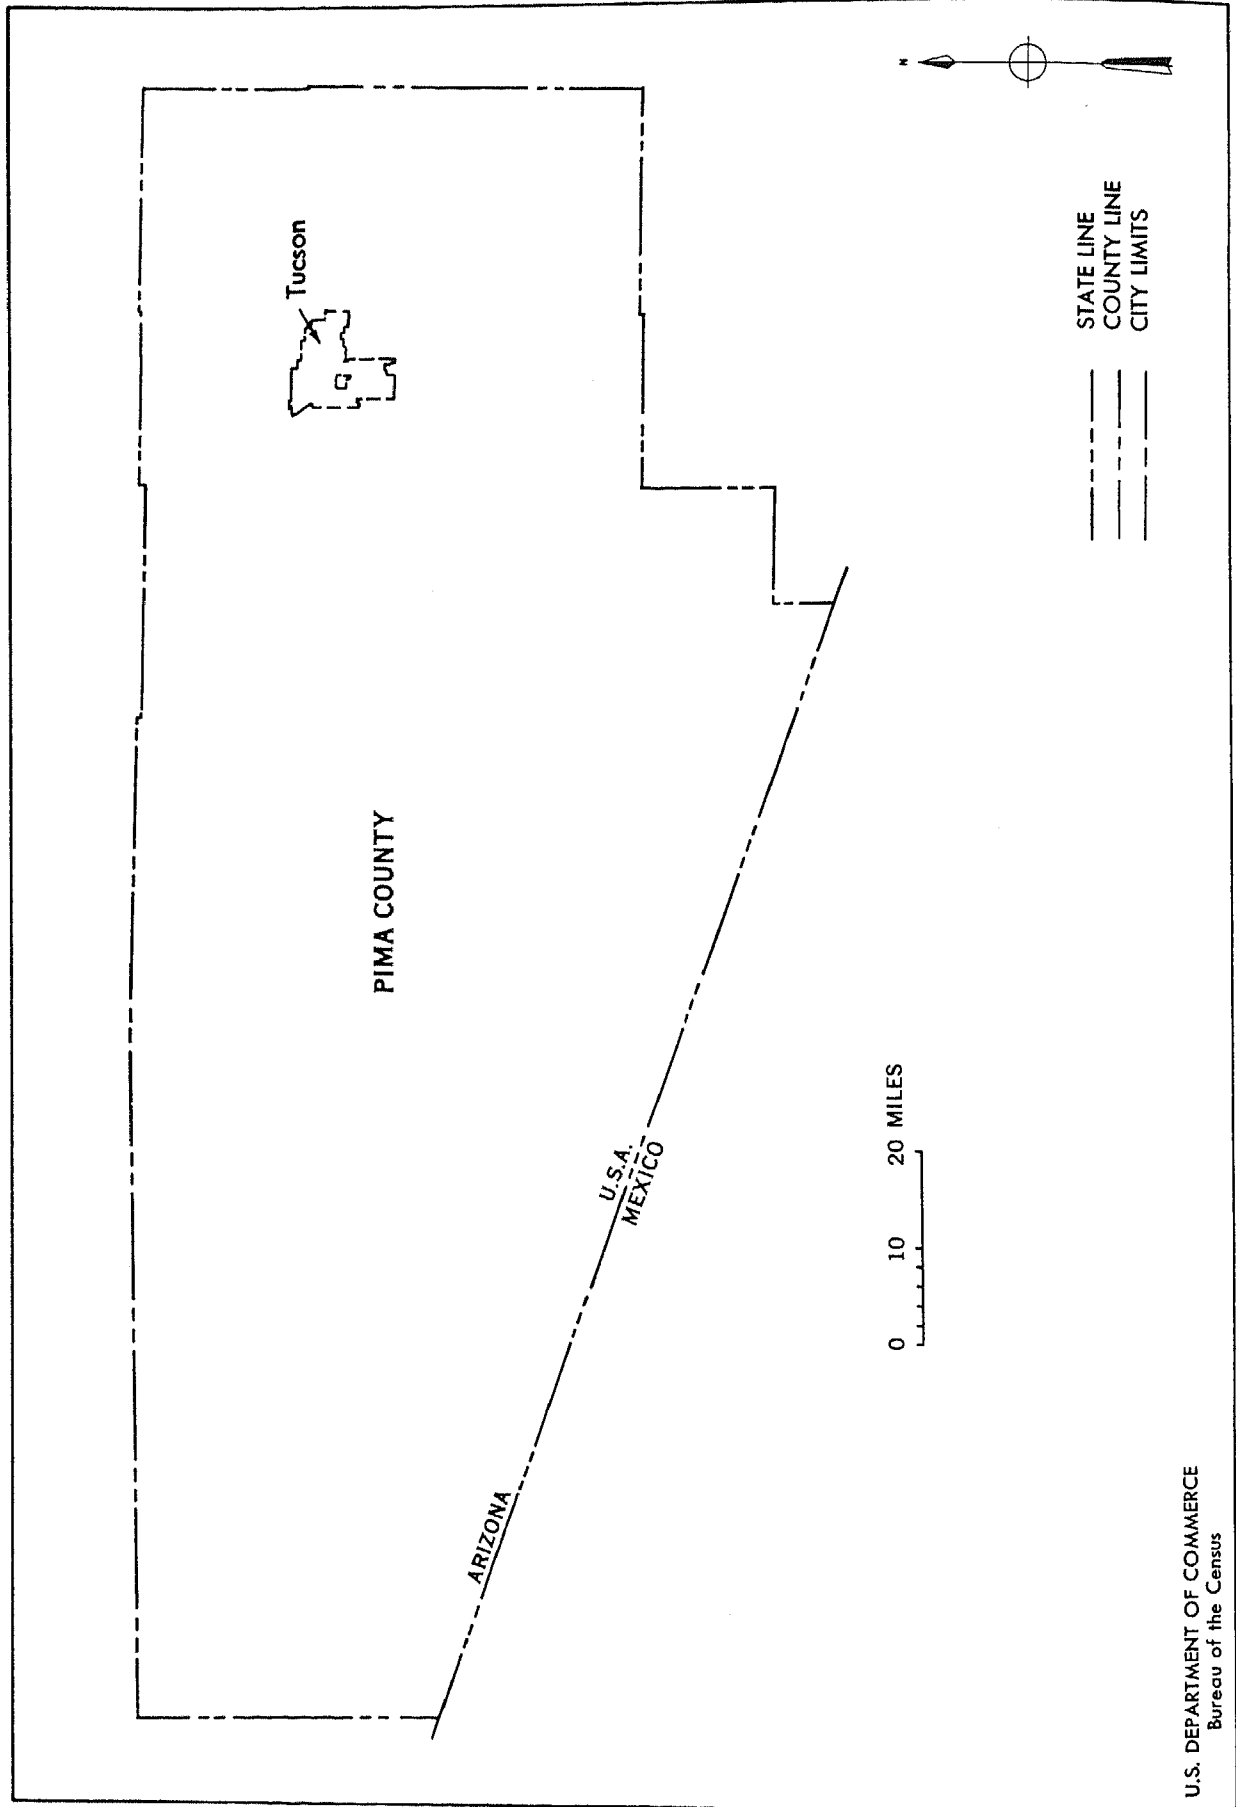 N
Tucson
PIMA COUNTY
ARIZONA
U.S.A.
MEXICO
0 10 20 MILES
STATE LINE
COUNTY LINE
CITY LIMITS
U.S. DEPARTMENT OF COMMERCE
Bureau of the Census